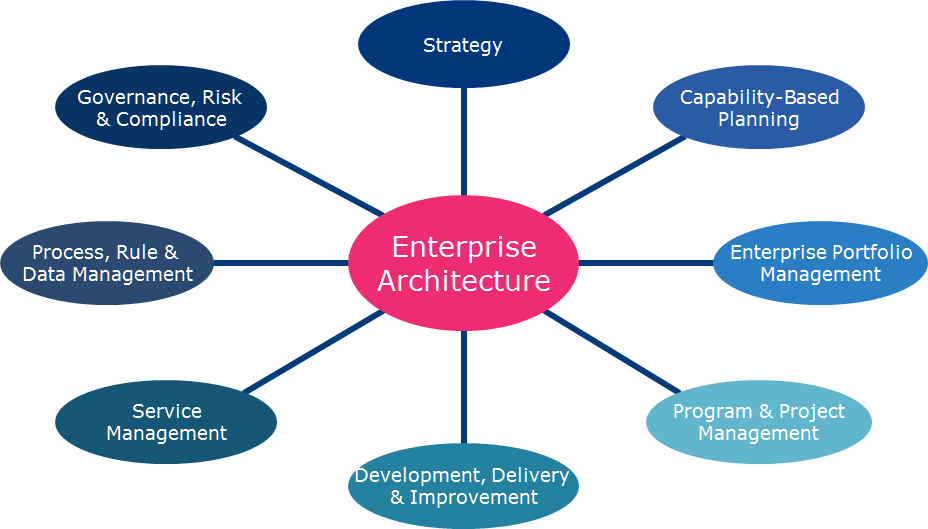 Strategy
Governance, Risk
& Compliance
Capability-Based
Planning
Enterprise
Architecture
Process, Rule &
Data Management
Enterprise Portfolio
Management
Service
Management
Program & Project
Management
Development, Delivery
& Improvement